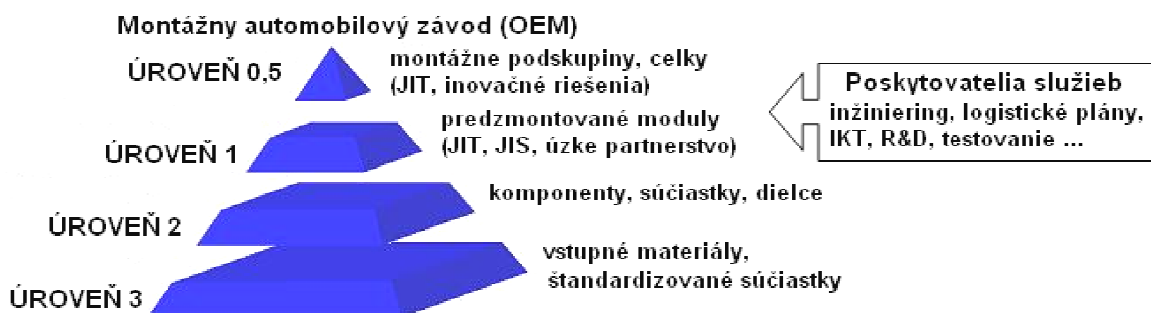 Montážny automobilový závod (OEM)
ÚROVEŇ 0,5
montážne podskupiny, celky
(JIT, inovačné riešenia)
ÚROVEŇ 1
predzmontované moduly
(JIT, JIS, úzke partnerstvo)
ÚROVEŇ 2
komponenty, súčiastky, dielce
ÚROVEŇ 3
vstupné materiály,
štandardizované súčiastky
Poskytovatelia služieb
inžiniering, logistické plány,
IKT, R&D, testovanie ...